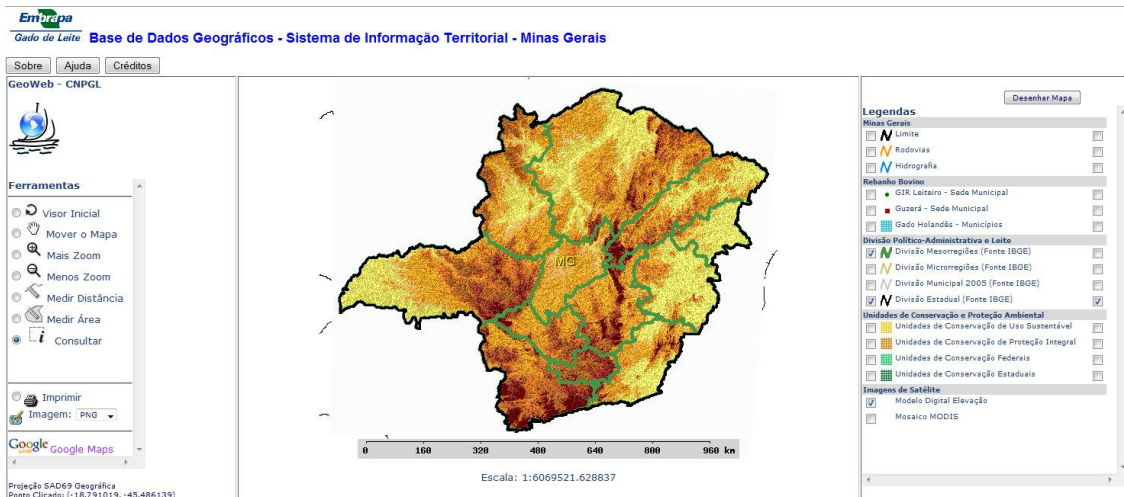 Embrapa
Gado de Leite
Base de Dados Geográficos - Sistema de Informação Territorial - Minas Gerais
Sobre
Ajuda
Créditos
GeoWeb - CNPGL
Ferramentas
Visor Inicial
Mover o Mapa
Mais Zoom
Menos Zoom
Medir Distância
Medir Área
Consultar
Imprimir
Imagem: PNG
Google Google Maps
Projeção SAD69 Geográfica
Ponto Clicado: (-18.791019, -45.486139)
MG
0 160 320 480 640 800 960 km
Escala: 1:6069521.628837
Desenhar Mapa
Legendas
Minas Gerais
Limite
Rodovias
Hidrografia
Rebanho Bovino
GIR Leiteiro - Sede Municipal
Guzerá - Sede Municipal
Gado Holandês - Municípios
Divisão Político-Administrativa e Leite
Divisão Mesorregiões (Fonte IBGE)
Divisão Microrregiões (Fonte IBGE)
Divisão Municipal 2005 (Fonte IBGE)
Divisão Estadual (Fonte IBGE)
Unidades de Conservação e Proteção Ambiental
Unidades de Conservação de Uso Sustentável
Unidades de Conservação de Proteção Integral
Unidades de Conservação Federais
Unidades de Conservação Estaduais
Imagens de Satélite
Modelo Digital Elevação
Mosaico MODIS